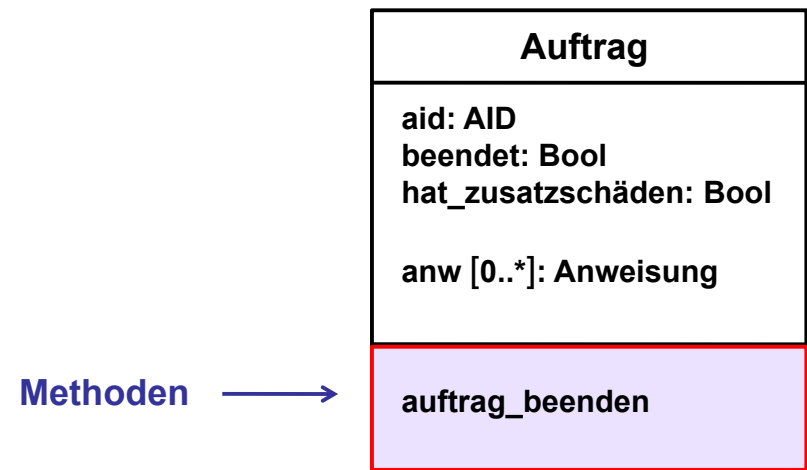 Auftrag
aid: AID
beendet: Bool
hat_zusatzschäden: Bool
anw [0..*]: Anweisung
Methoden
auftrag_beenden